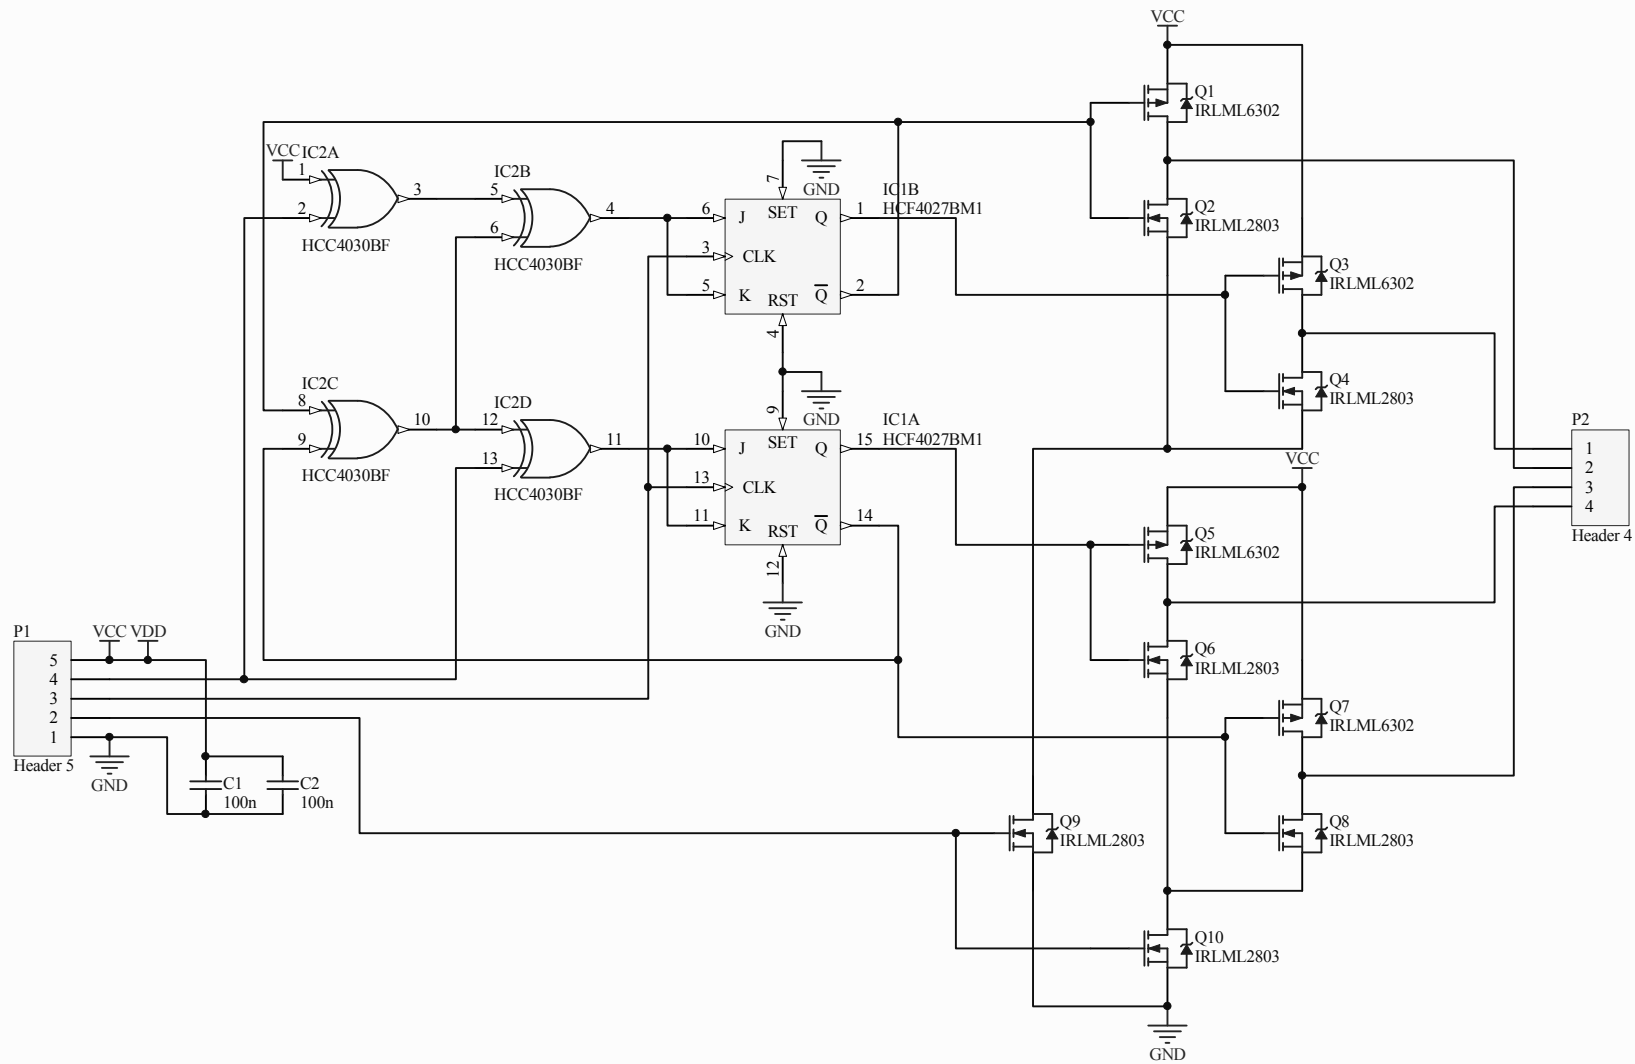 VCC
Q1
IRLML6302
VCC
IC2A
1
2
3
HCC4030BF
IC2B
5
6
4
HCC4030BF
7
GND
IC1B
HCF4027BM1
6
J
SET
Q
1
3
CLK
5
K
RST
Q
2
4
Q2
IRLML2803
Q3
IRLML6302
Q4
IRLML2803
IC2C
8
9
10
HCC4030BF
IC2D
12
13
11
HCC4030BF
9
GND
IC1A
HCF4027BM1
10
J
SET
Q
15
13
CLK
11
K
RST
Q
14
12
GND
P2
1
2
3
4
Header 4
VCC
Q5
IRLML6302
Q6
IRLML2803
Q7
IRLML6302
Q8
IRLML2803
P1
VCC
VDD
5
4
3
2
1
Header 5
GND
C1
100n
C2
100n
Q9
IRLML2803
Q10
IRLML2803
GND